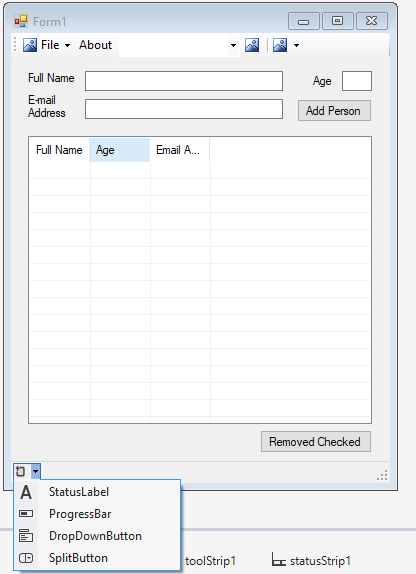 Form1
File About
Full Name Age
E-mail
Address
Add Person
Full Name Age Email A...
Removed Checked
StatusLabel
ProgressBar
DropDownButton
SplitButton
toolStrip1 statusStrip1